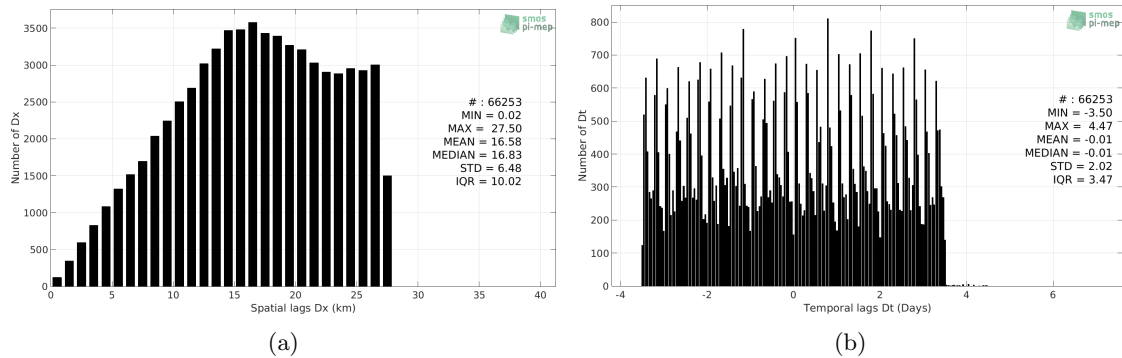 smos
pi-mep
3500
3000
2500
2000
1500
1000
500
0
Number of Dx
# : 66253
MIN = 0.02
MAX = 27.50
MEAN = 16.58
MEDIAN = 16.83
STD = 6.48
IQR = 10.02
0 5 10 15 20 25 30 35 40
Spatial lags Dx (km)
(a)
smos
pi-mep
800
700
600
500
400
300
200
100
0
Number of Dt
# : 66253
MIN = -3.50
MAX = 4.47
MEAN = -0.01
MEDIAN = -0.01
STD = 2.02
IQR = 3.47
-4 -2 0 2 4 6
Temporal lags Dt (Days)
(b)